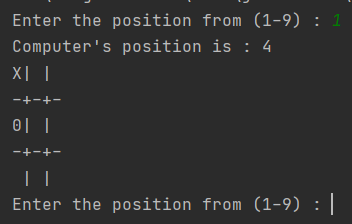 Enter the position from (1-9) : 1
Computer's position is : 4
X| |
-+-+-
0| |
-+-+-
 | |
Enter the position from (1-9) :